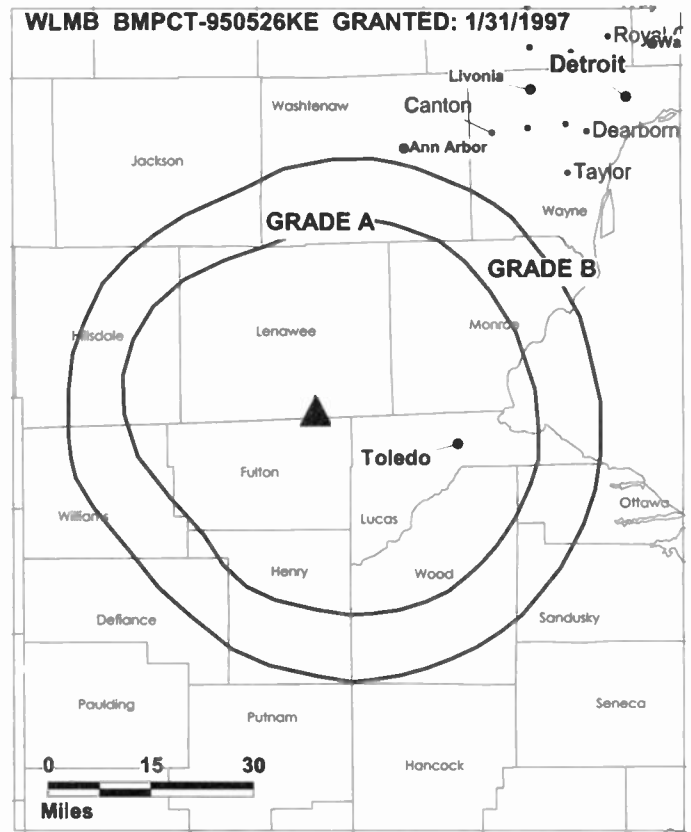 WLMB BMPCT-950526KE GRANTED: 1/31/1997
Detroit
Livonia
Washtenaw
Canton
Dearborn
Ann Arbor
Jackson
Taylor
Wayne
GRADE A
GRADE B
Hillsdale
Lenawee
Monroe
Toledo
Fulton
Lucas
Ottawa
Williams
Henry
Wood
Defiance
Sandusky
Paulding
Putnam
Seneca
Hancock
0 15 30
Miles